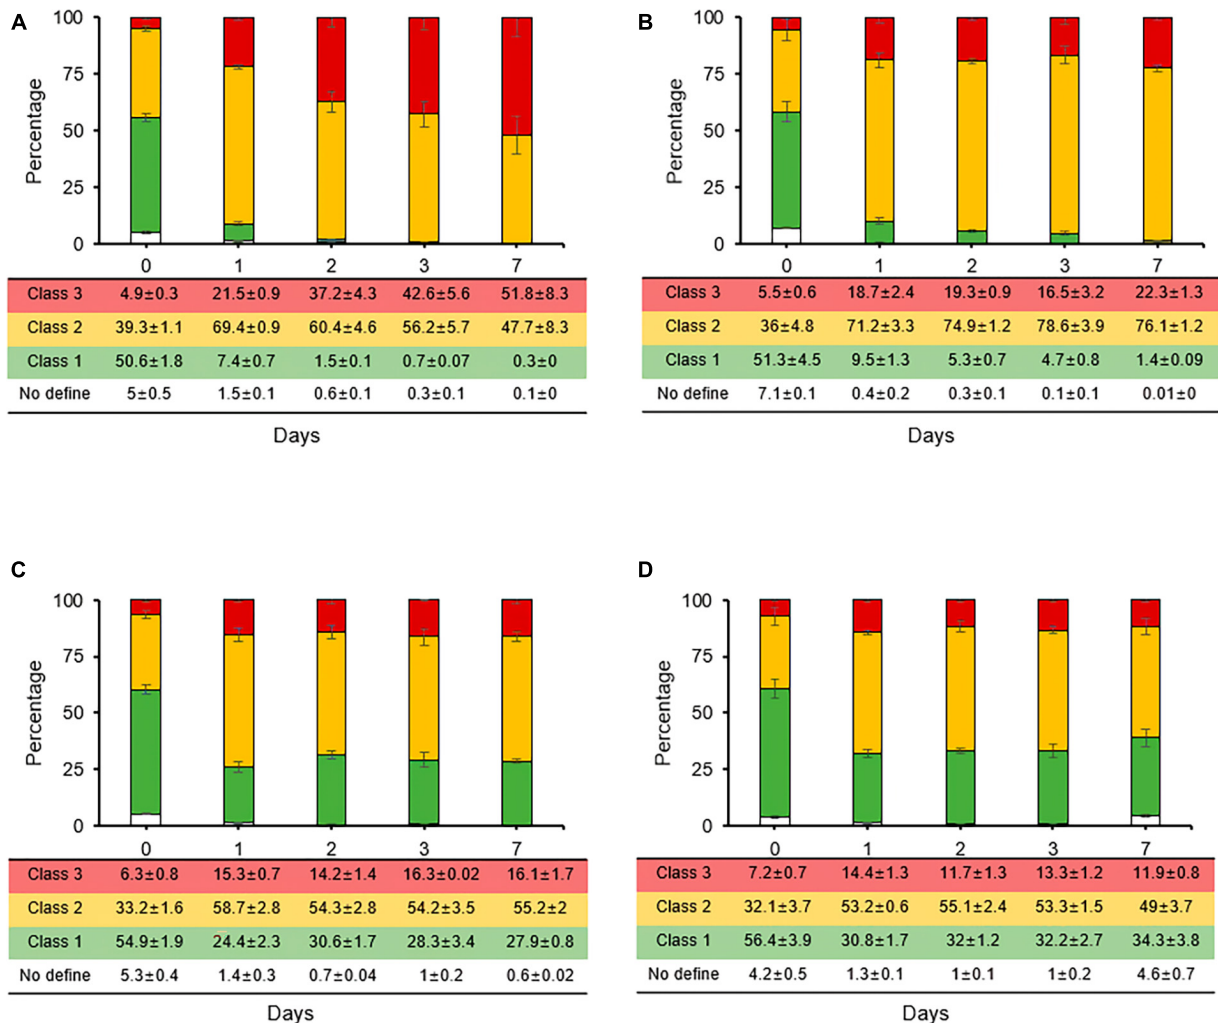 A
Percentage
100
75
50
25
0
0 1 2 3 7
Class 3 4.9±0.3 21.5±0.9 37.2±4.3 42.6±5.6 51.8±8.3
Class 2 39.3±1.1 69.4±0.9 60.4±4.6 56.2±5.7 47.7±8.3
Class 1 50.6±1.8 7.4±0.7 1.5±0.1 0.7±0.07 0.3±0
No define 5±0.5 1.5±0.1 0.6±0.1 0.3±0.1 0.1±0
Days
B
Percentage
100
75
50
25
0
0 1 2 3 7
Class 3 5.5±0.6 18.7±2.4 19.3±0.9 16.5±3.2 22.3±1.3
Class 2 36±4.8 71.2±3.3 74.9±1.2 78.6±3.9 76.1±1.2
Class 1 51.3±4.5 9.5±1.3 5.3±0.7 4.7±0.8 1.4±0.09
No define 7.1±0.1 0.4±0.2 0.3±0.1 0.1±0.1 0.01±0
Days
C
Percentage
100
75
50
25
0
0 1 2 3 7
Class 3 6.3±0.8 15.3±0.7 14.2±1.4 16.3±0.02 16.1±1.7
Class 2 33.2±1.6 58.7±2.8 54.3±2.8 54.2±3.5 55.2±2
Class 1 54.9±1.9 24.4±2.3 30.6±1.7 28.3±3.4 27.9±0.8
No define 5.3±0.4 1.4±0.3 0.7±0.04 1±0.2 0.6±0.02
Days
D
Percentage
100
75
50
25
0
0 1 2 3 7
Class 3 7.2±0.7 14.4±1.3 11.7±1.3 13.3±1.2 11.9±0.8
Class 2 32.1±3.7 53.2±0.6 55.1±2.4 53.3±1.5 49±3.7
Class 1 56.4±3.9 30.8±1.7 32±1.2 32.2±2.7 34.3±3.8
No define 4.2±0.5 1.3±0.1 1±0.1 1±0.2 4.6±0.7
Days